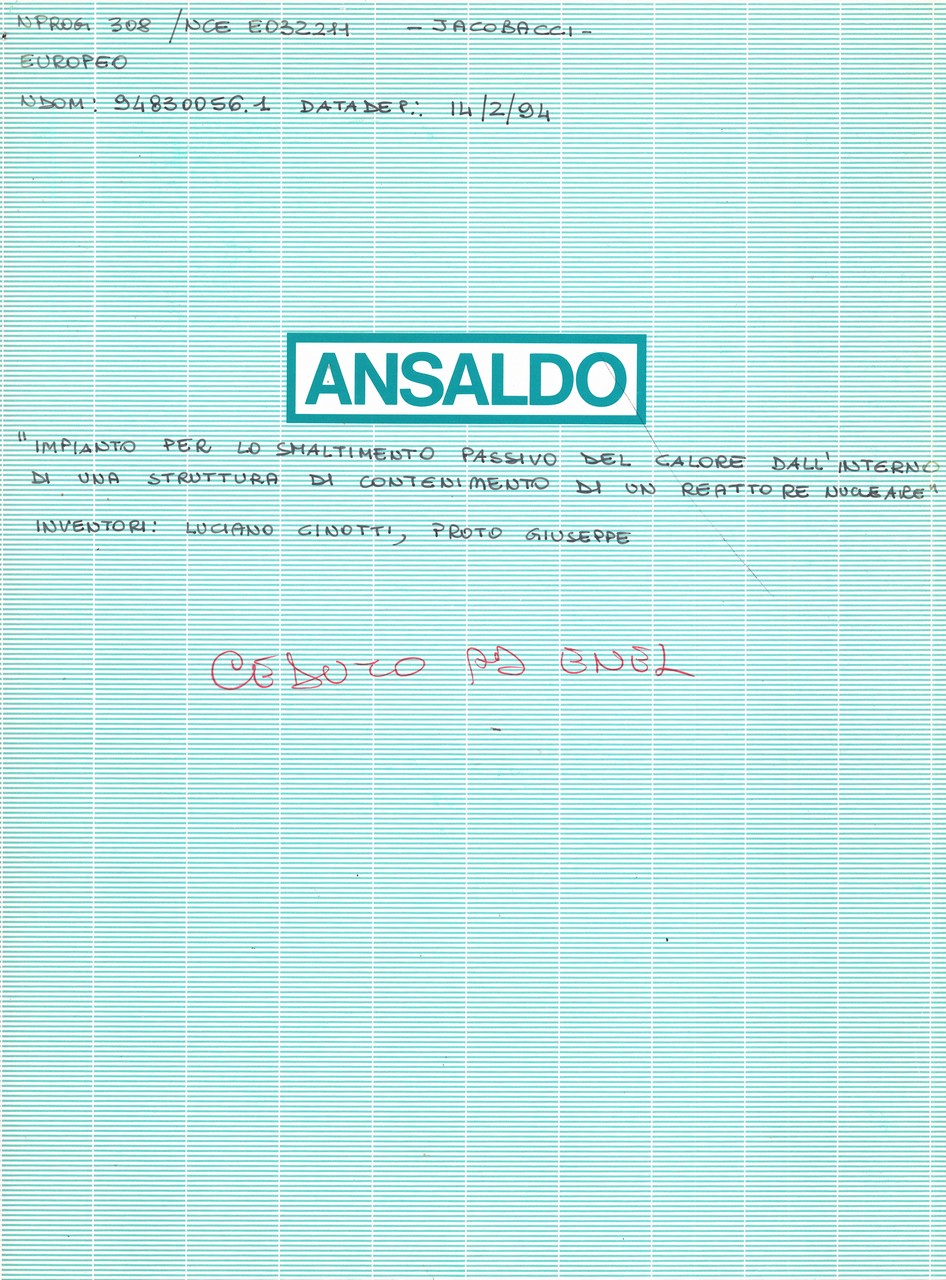 NPROG 308 / NCE E032211 - JACOBACCI -
EUROPEO
NDOM: 94830056.1 DATADEP.: 14/2/94
ANSALDO
"IMPIANTO PER LO SMALTIMENTO PASSIVO DEL CALORE DALL'INTERNO
DI UNA STRUTTURA DI CONTENIMENTO DI UN REATTORE NUCLEARE"
INVENTORI: LUCIANO CINOTTI, PROTO GIUSEPPE
CEDUTO AD ENEL